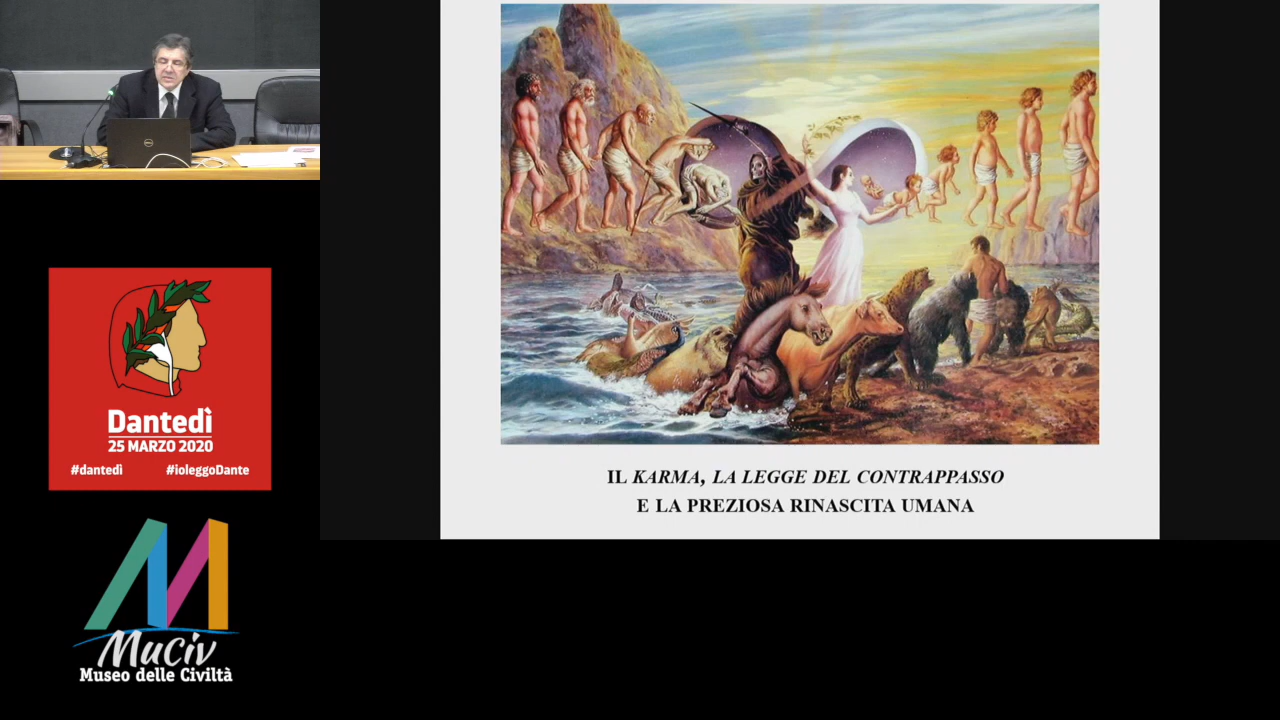 IL KARMA, LA LEGGE DEL CONTRAPPASSO
E LA PREZIOSA RINASCITA UMANA
Dantedì
25 MARZO 2020
#dantedì #ioleggoDante
MuCiv
Museo delle Civiltà